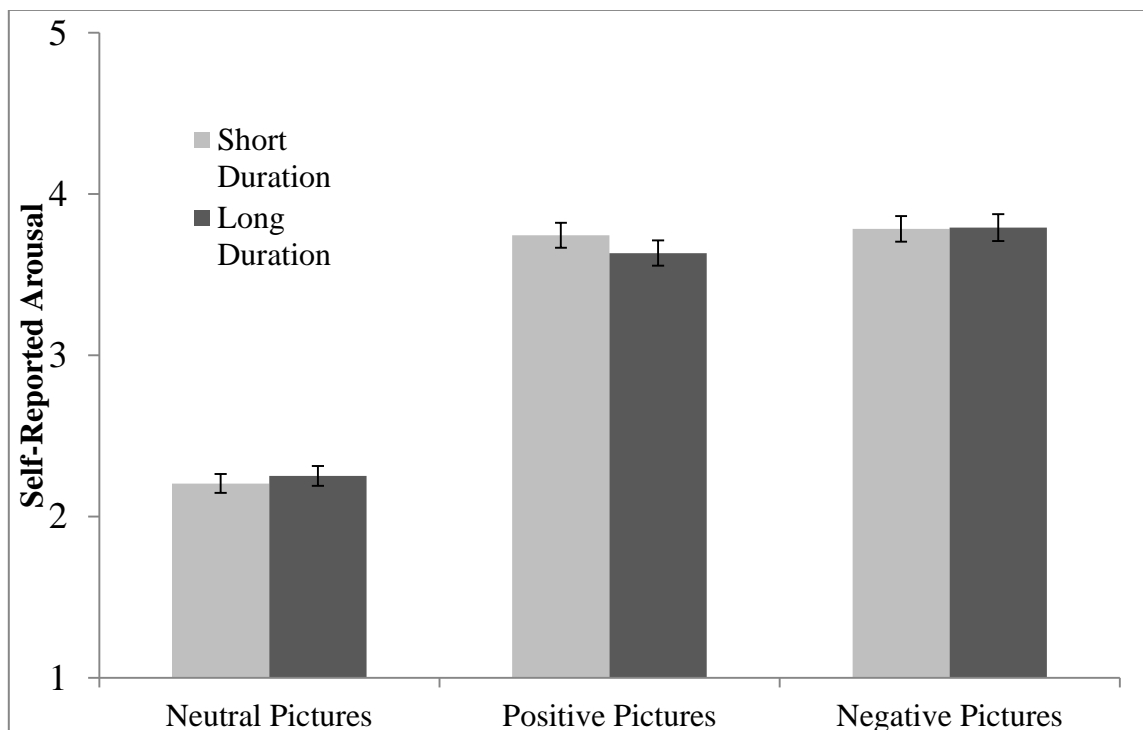 5
4
3
2
1
Self-Reported Arousal
Short
Duration
Long
Duration
Neutral Pictures
Positive Pictures
Negative Pictures